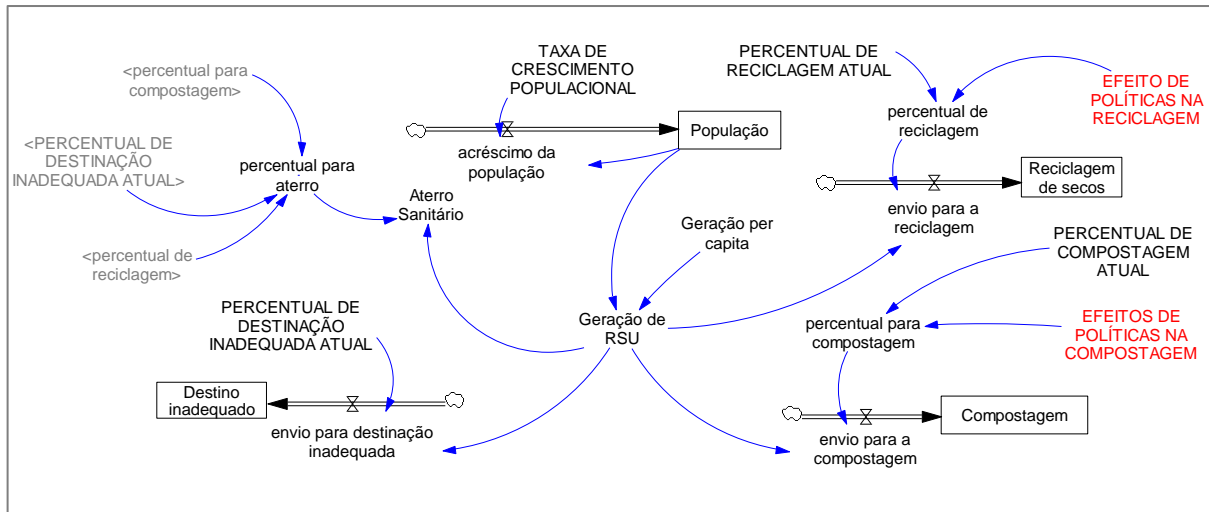 <percentual para
compostagem>
<PERCENTUAL DE
DESTINAÇÃO
INADEQUADA ATUAL>
<percentual de
reciclagem>
percentual para
aterro
Aterro
Sanitário
TAXA DE
CRESCIMENTO
POPULACIONAL
acréscimo da
população
População
PERCENTUAL DE
RECICLAGEM ATUAL
EFEITO DE
POLÍTICAS NA
RECICLAGEM
percentual de
reciclagem
Reciclagem
de secos
envio para a
reciclagem
Geração per
capita
PERCENTUAL DE
COMPOSTAGEM
ATUAL
PERCENTUAL DE
DESTINAÇÃO
INADEQUADA ATUAL
Geração de
RSU
percentual para
compostagem
EFEITOS DE
POLÍTICAS NA
COMPOSTAGEM
Destino
inadequado
envio para destinação
inadequada
envio para a
compostagem
Compostagem